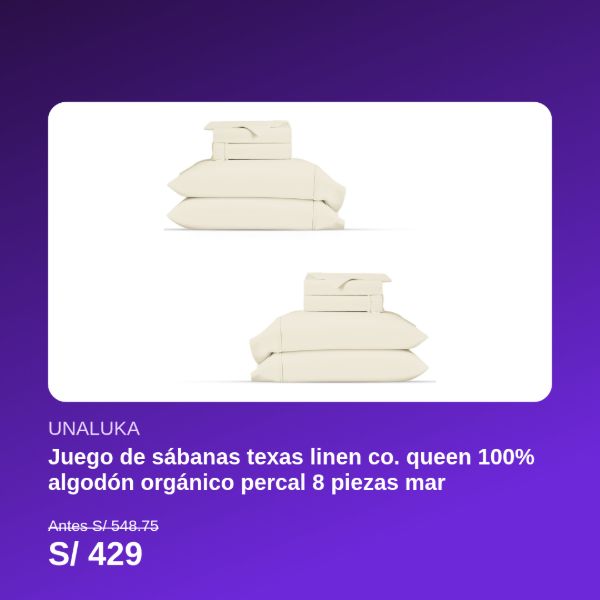 UNALUKA
Juego de sábanas texas linen co. queen 100%
algodón orgánico percal 8 piezas mar
Antes S/ 548.75
S/ 429